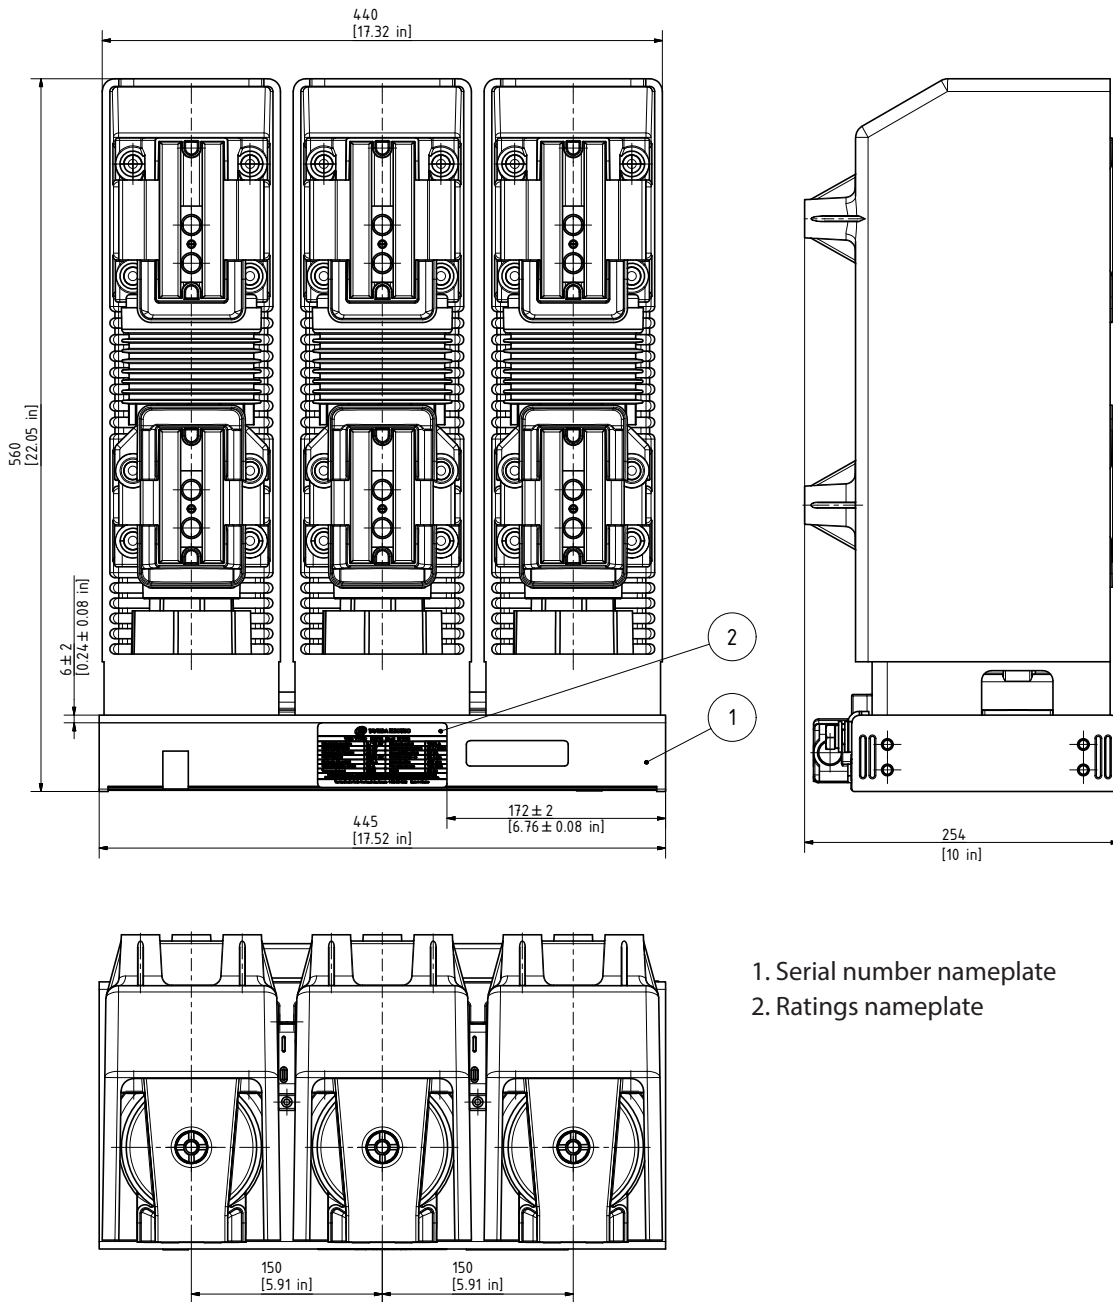 440
[17.32 in]
560
[22.05 in]
6 ± 2
[0.24 ± 0.08 in]
2
1
172 ± 2
[6.76 ± 0.08 in]
445
[17.52 in]
254
[10 in]
1. Serial number nameplate
2. Ratings nameplate
150
[5.91 in]
150
[5.91 in]